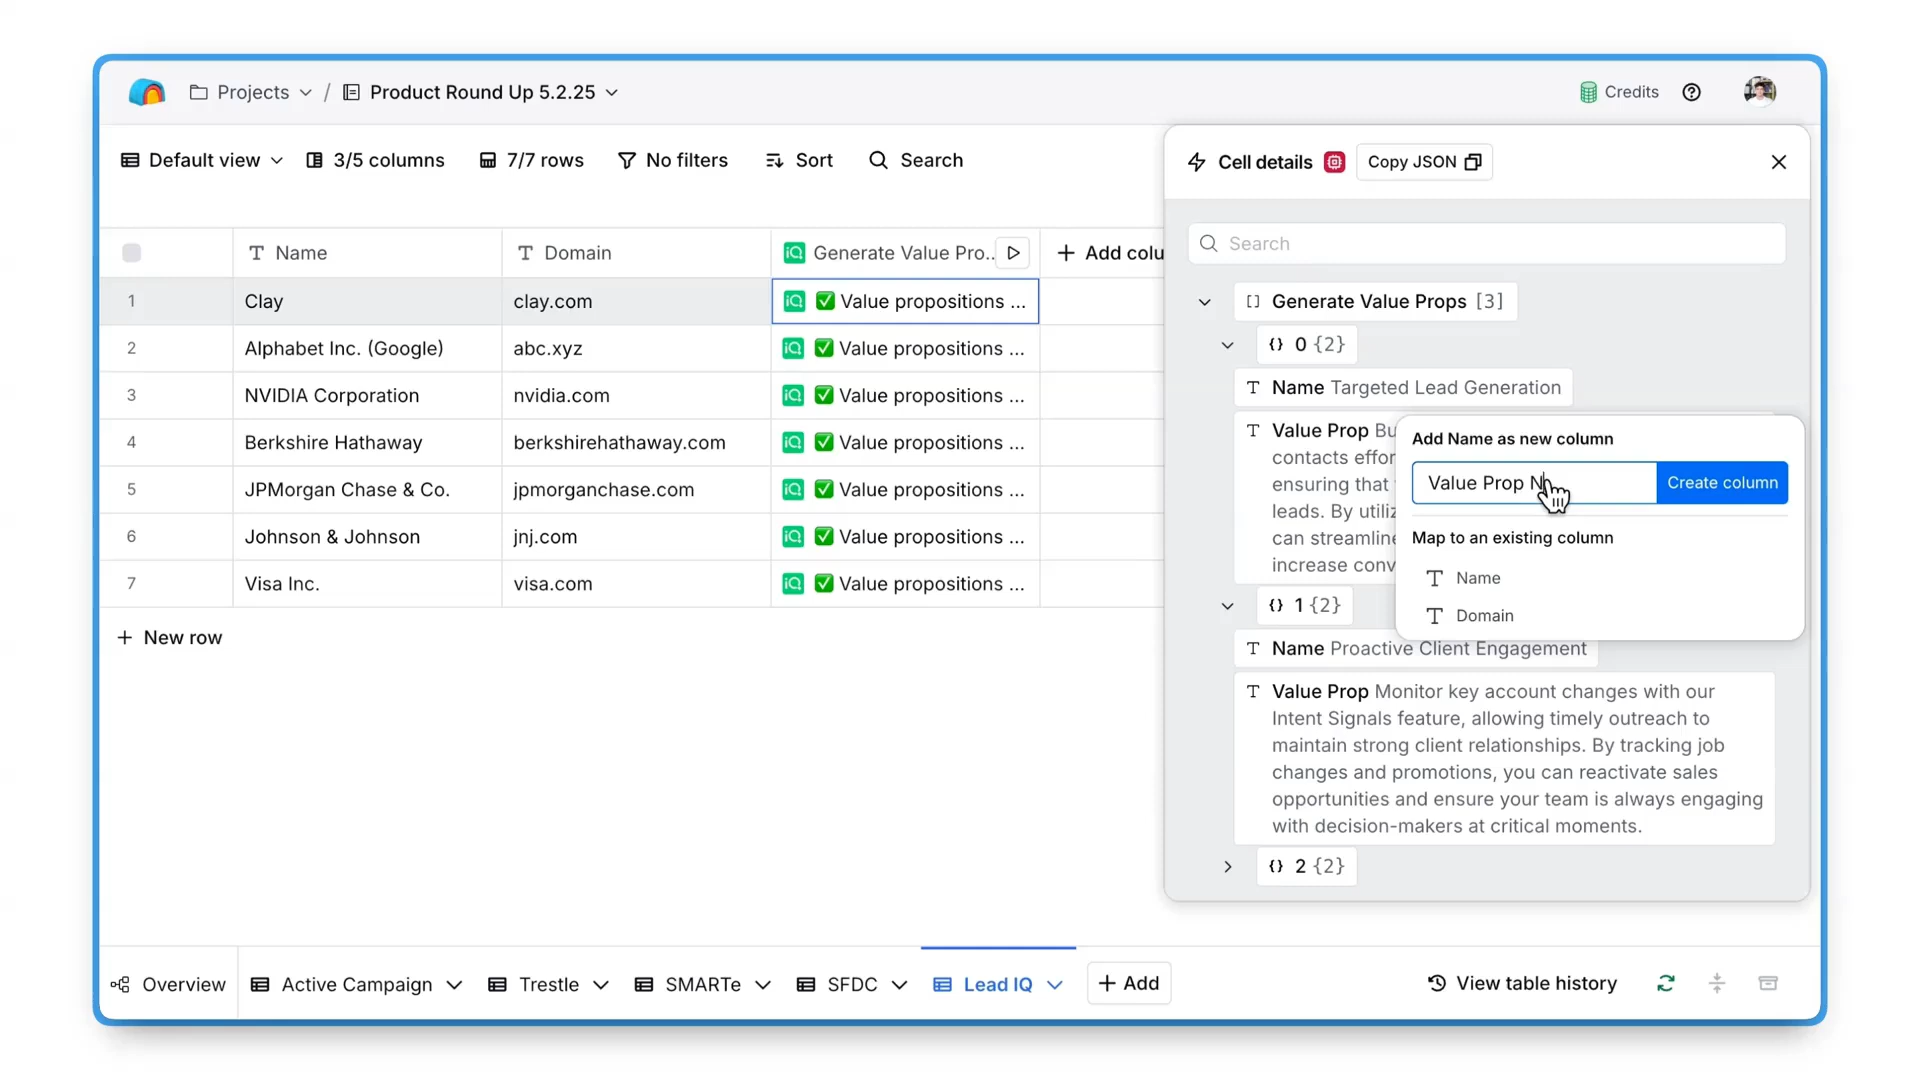 Projects / Product Round Up 5.2.25
Credits
Default view 3/5 columns 7/7 rows No filters Sort Search
Name Domain Generate Value Pro.. + Add colu
1 Clay clay.com iQ ✅ Value propositions ...
2 Alphabet Inc. (Google) abc.xyz iQ ✅ Value propositions ...
3 NVIDIA Corporation nvidia.com iQ ✅ Value propositions ...
4 Berkshire Hathaway berkshirehathaway.com iQ ✅ Value propositions ...
5 JPMorgan Chase & Co. jpmorganchase.com iQ ✅ Value propositions ...
6 Johnson & Johnson jnj.com iQ ✅ Value propositions ...
7 Visa Inc. visa.com iQ ✅ Value propositions ...
+ New row
Cell details Copy JSON
Search
[] Generate Value Props [3]
{} 0 {2}
T Name Targeted Lead Generation
T Value Prop Bu
contacts effor
ensuring that
leads. By utiliz
can streamline
increase conv
Add Name as new column
Value Prop N Create column
Map to an existing column
T Name
T Domain
{} 1 {2}
T Name Proactive Client Engagement
T Value Prop Monitor key account changes with our
Intent Signals feature, allowing timely outreach to
maintain strong client relationships. By tracking job
changes and promotions, you can reactivate sales
opportunities and ensure your team is always engaging
with decision-makers at critical moments.
{} 2 {2}
Overview Active Campaign Trestle SMARTe SFDC Lead IQ + Add View table history